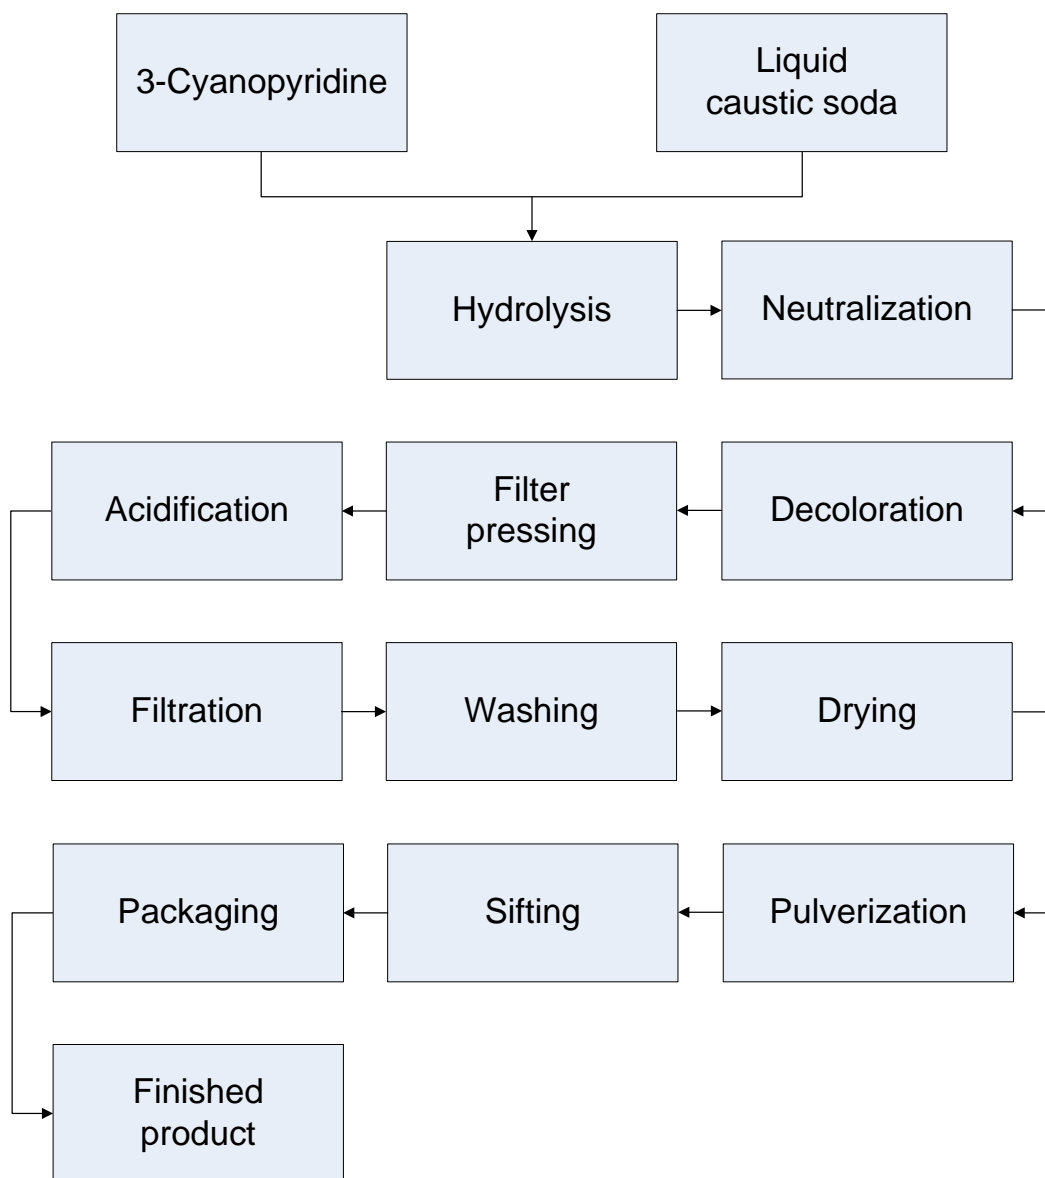 3-Cyanopyridine
Liquid
caustic soda
Hydrolysis
Neutralization
Decoloration
Filter
pressing
Acidification
Filtration
Washing
Drying
Pulverization
Sifting
Packaging
Finished
product